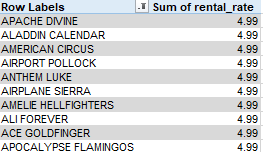 Row Labels Sum of rental_rate
APACHE DIVINE 4.99
ALADDIN CALENDAR 4.99
AMERICAN CIRCUS 4.99
AIRPORT POLLOCK 4.99
ANTHEM LUKE 4.99
AIRPLANE SIERRA 4.99
AMELIE HELLFIGHTERS 4.99
ALI FOREVER 4.99
ACE GOLDFINGER 4.99
APOCALYPSE FLAMINGOS 4.99